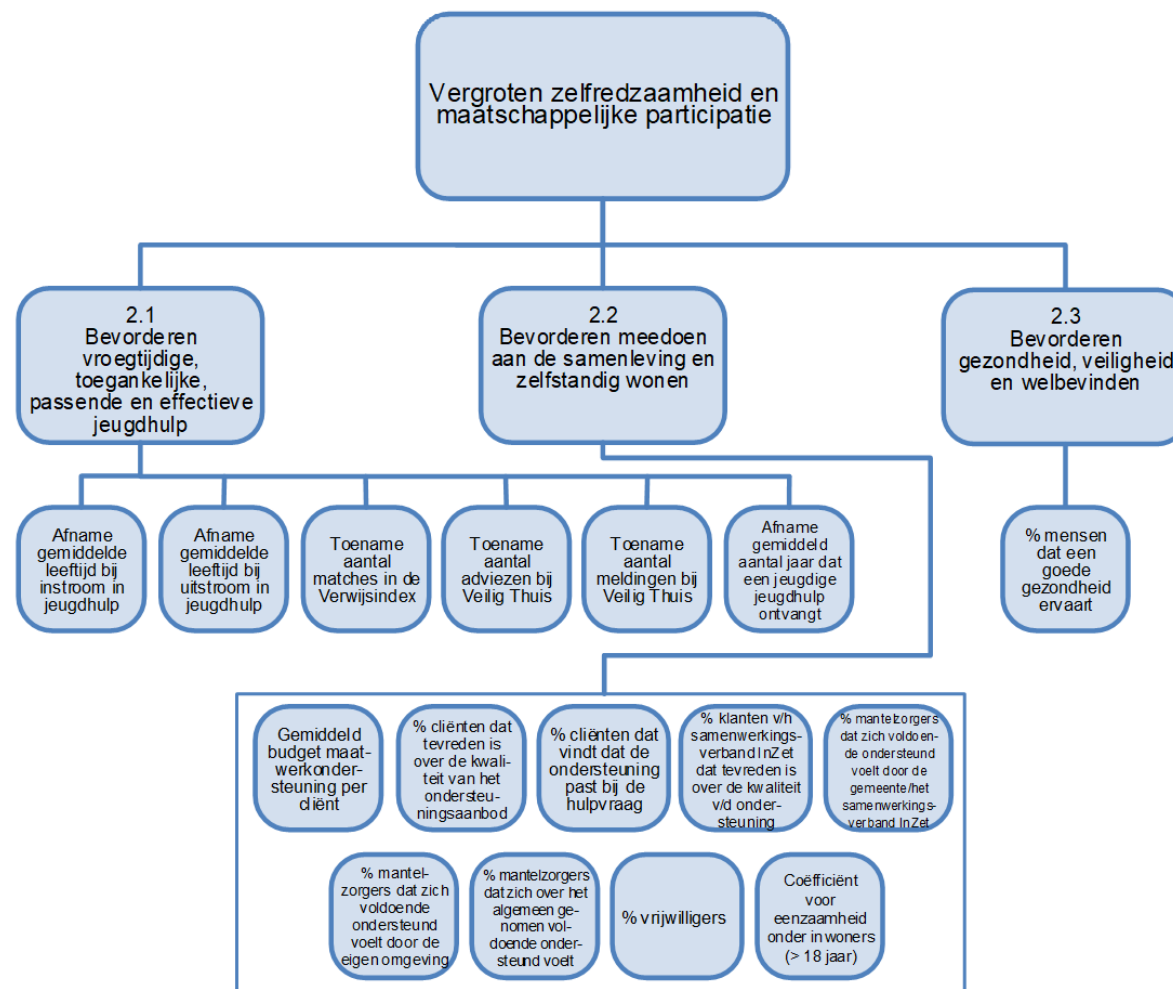 Vergroten zelfredzaamheid en
maatschappelijke participatie
2.1
Bevorderen
vroegtijdige,
toegankelijke,
passende en effectieve
jeugdhulp
2.2
Bevorderen meedoen
aan de samenleving en
zelfstandig wonen
2.3
Bevorderen
gezondheid, veiligheid
en welbevinden
Afname
gemiddelde
leeftijd bij
instroom in
jeugdhulp
Afname
gemiddelde
leeftijd bij
uitstroom in
jeugdhulp
Toename
aantal
matches in de
Verwijsindex
Toename
aantal
adviezen bij
Veilig Thuis
Toename
aantal
meldingen bij
Veilig Thuis
Afname
gemiddeld
aantal jaar dat
een jeugdige
jeugdhulp
ontvangt
% mensen
dat een
goede
gezondheid
ervaart
Gemiddeld
budget maat-
werkonder-
steuning per
cliënt
% cliënten dat
tevreden is
over de kwali-
teit van het
ondersteu-
ningsaanbod
% cliënten dat
vindt dat de
ondersteuning
past bij de
hulpvraag
% klanten v/h
samenwerkings-
verband InZet
dat tevreden is
over de kwaliteit
v/d onder-
steuning
% mantelzorgers
dat zich voldoen-
de ondersteund
voelt door de
gemeente/het
samenwerkings-
verband InZet
% mantel-
zorgers dat zich
voldoende
ondersteund
voelt door de
eigen omgeving
% mantelzorgers
dat zich over het
algemeen ge-
nomen vol-
doende onder-
steund voelt
% vrijwilligers
Coëfficiënt
voor
eenzaamheid
onder inwoners
(> 18 jaar)